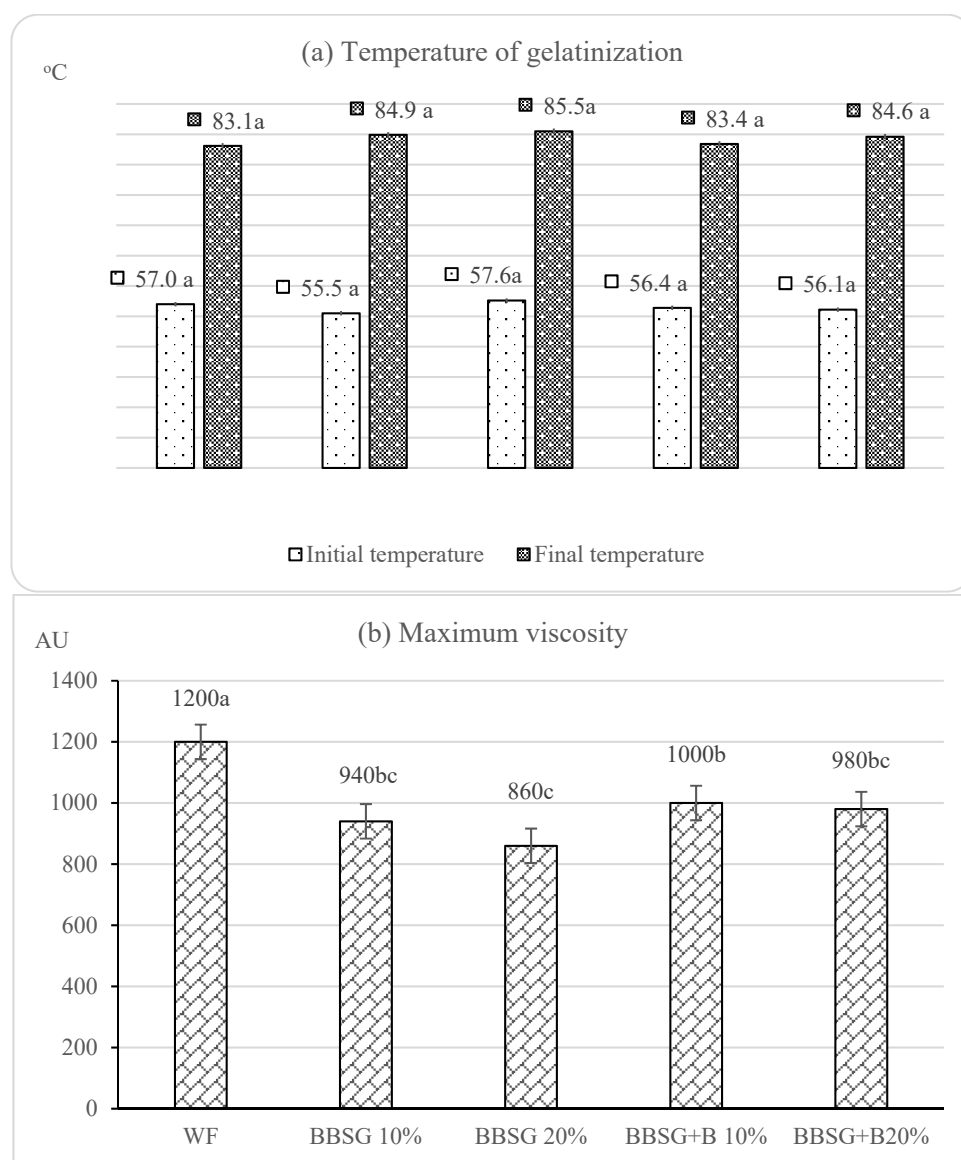 (a) Temperature of gelatinization
°C
83.1a 84.9 a 85.5a 83.4 a 84.6 a
57.0 a 55.5 a 57.6a 56.4 a 56.1a
Initial temperature Final temperature
(b) Maximum viscosity
AU
1400
1200
1000
800
600
400
200
0
1200a
940bc
860c
1000b
980bc
WF BBSG 10% BBSG 20% BBSG+B 10% BBSG+B20%